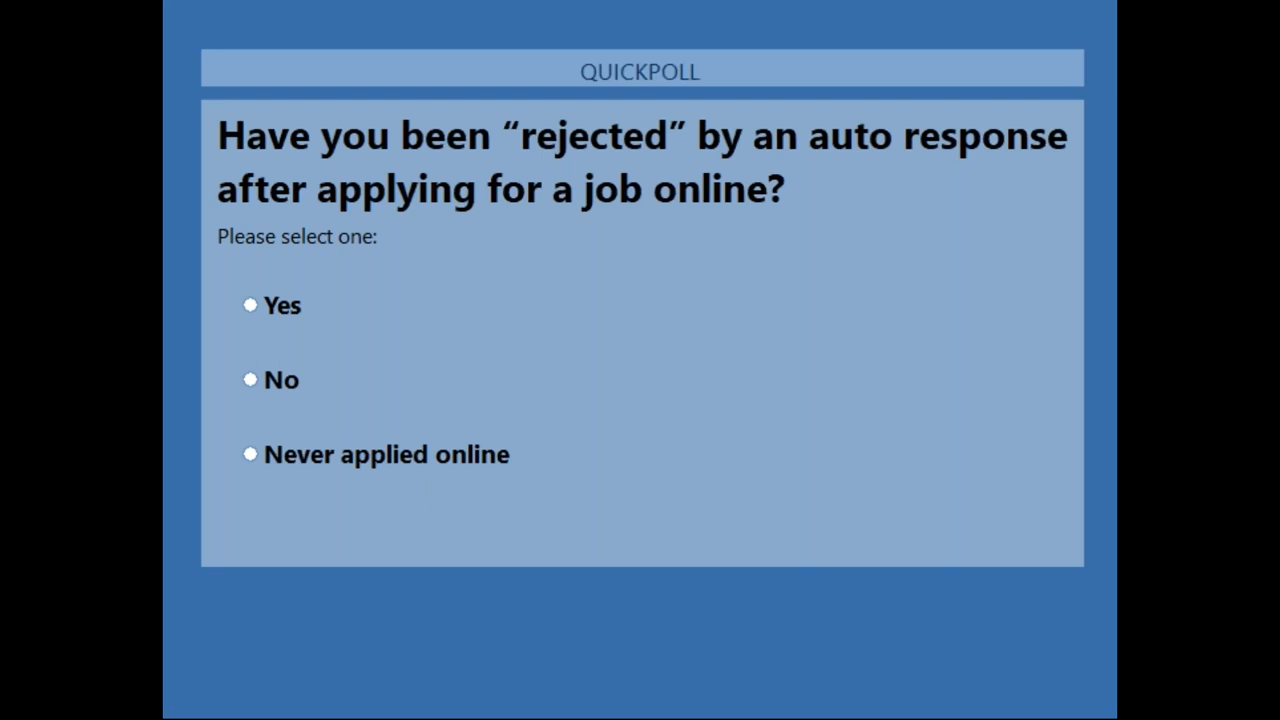 QUICKPOLL
Have you been “rejected” by an auto response
after applying for a job online?
Please select one:
Yes
No
Never applied online